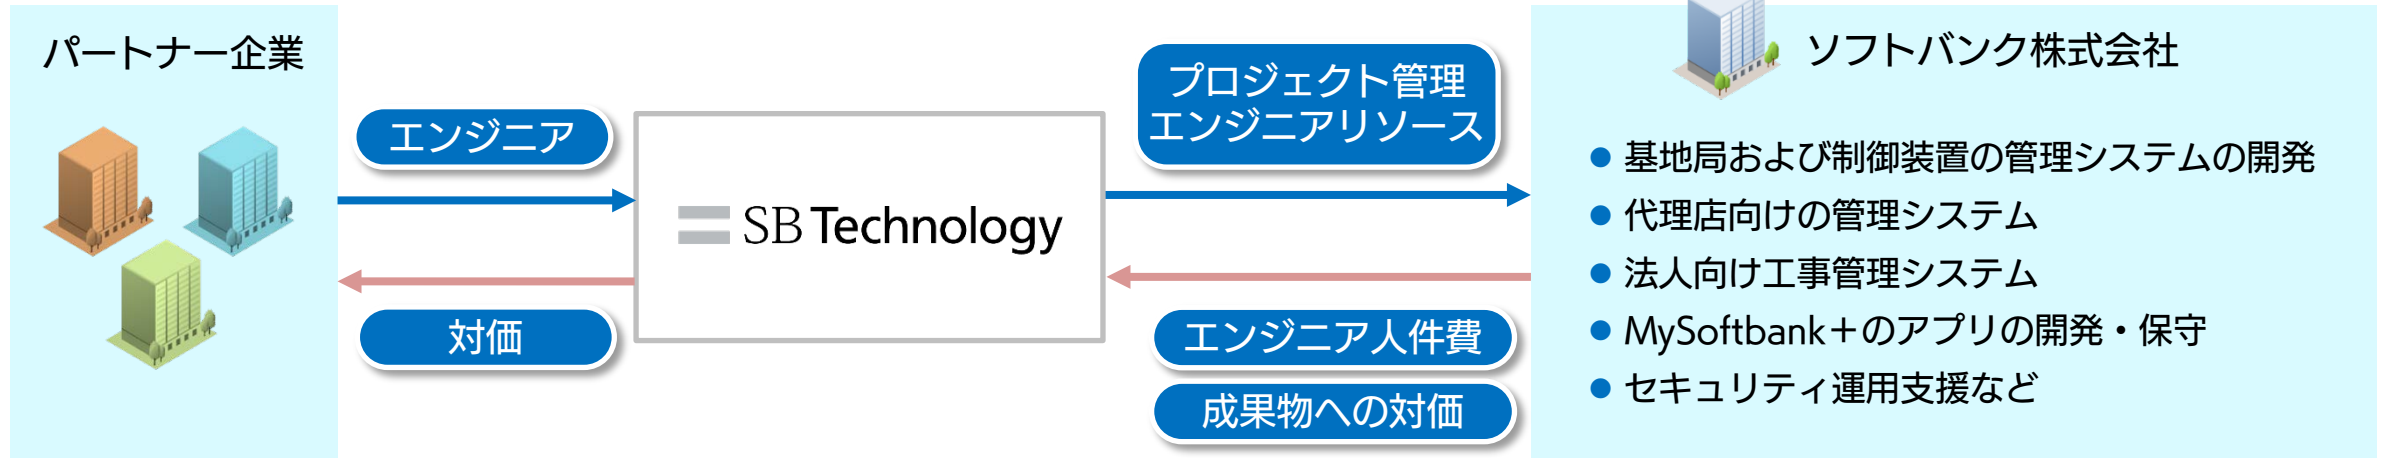 パートナー企業
エンジニア
対価
SB Technology
プロジェクト管理
エンジニアリソース
エンジニア人件費
成果物への対価
ソフトバンク株式会社
● 基地局および制御装置の管理システムの開発
● 代理店向けの管理システム
● 法人向け工事管理システム
● MySoftbank＋のアプリの開発・保守
● セキュリティ運用支援など